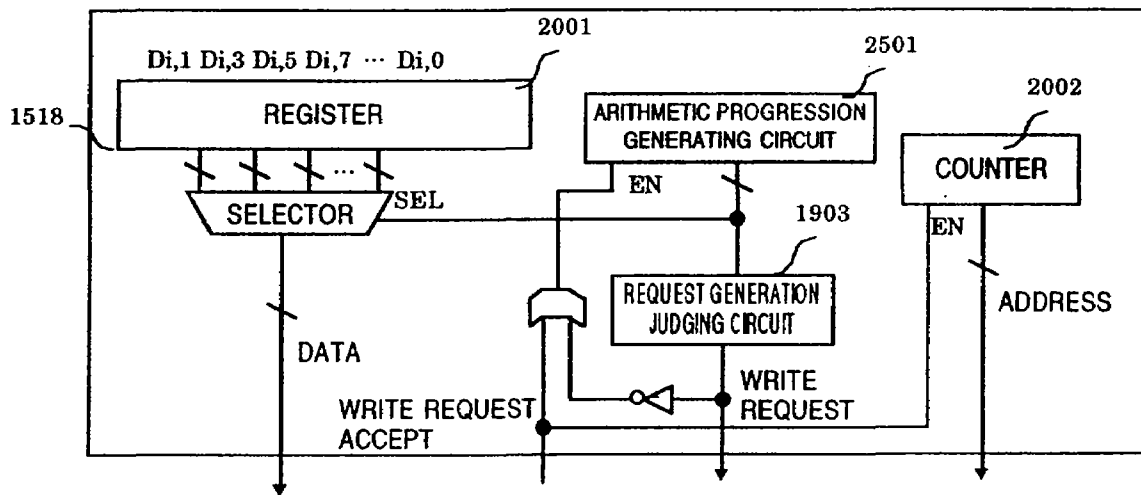 2001
Di,1 Di,3 Di,5 Di,7 ··· Di,0
2501
1518
REGISTER
ARITHMETIC PROGRESSION
GENERATING CIRCUIT
2002
COUNTER
...
SEL
SELECTOR
EN
1903
EN
REQUEST GENERATION
JUDGING CIRCUIT
ADDRESS
DATA
WRITE
REQUEST
WRITE REQUEST
ACCEPT